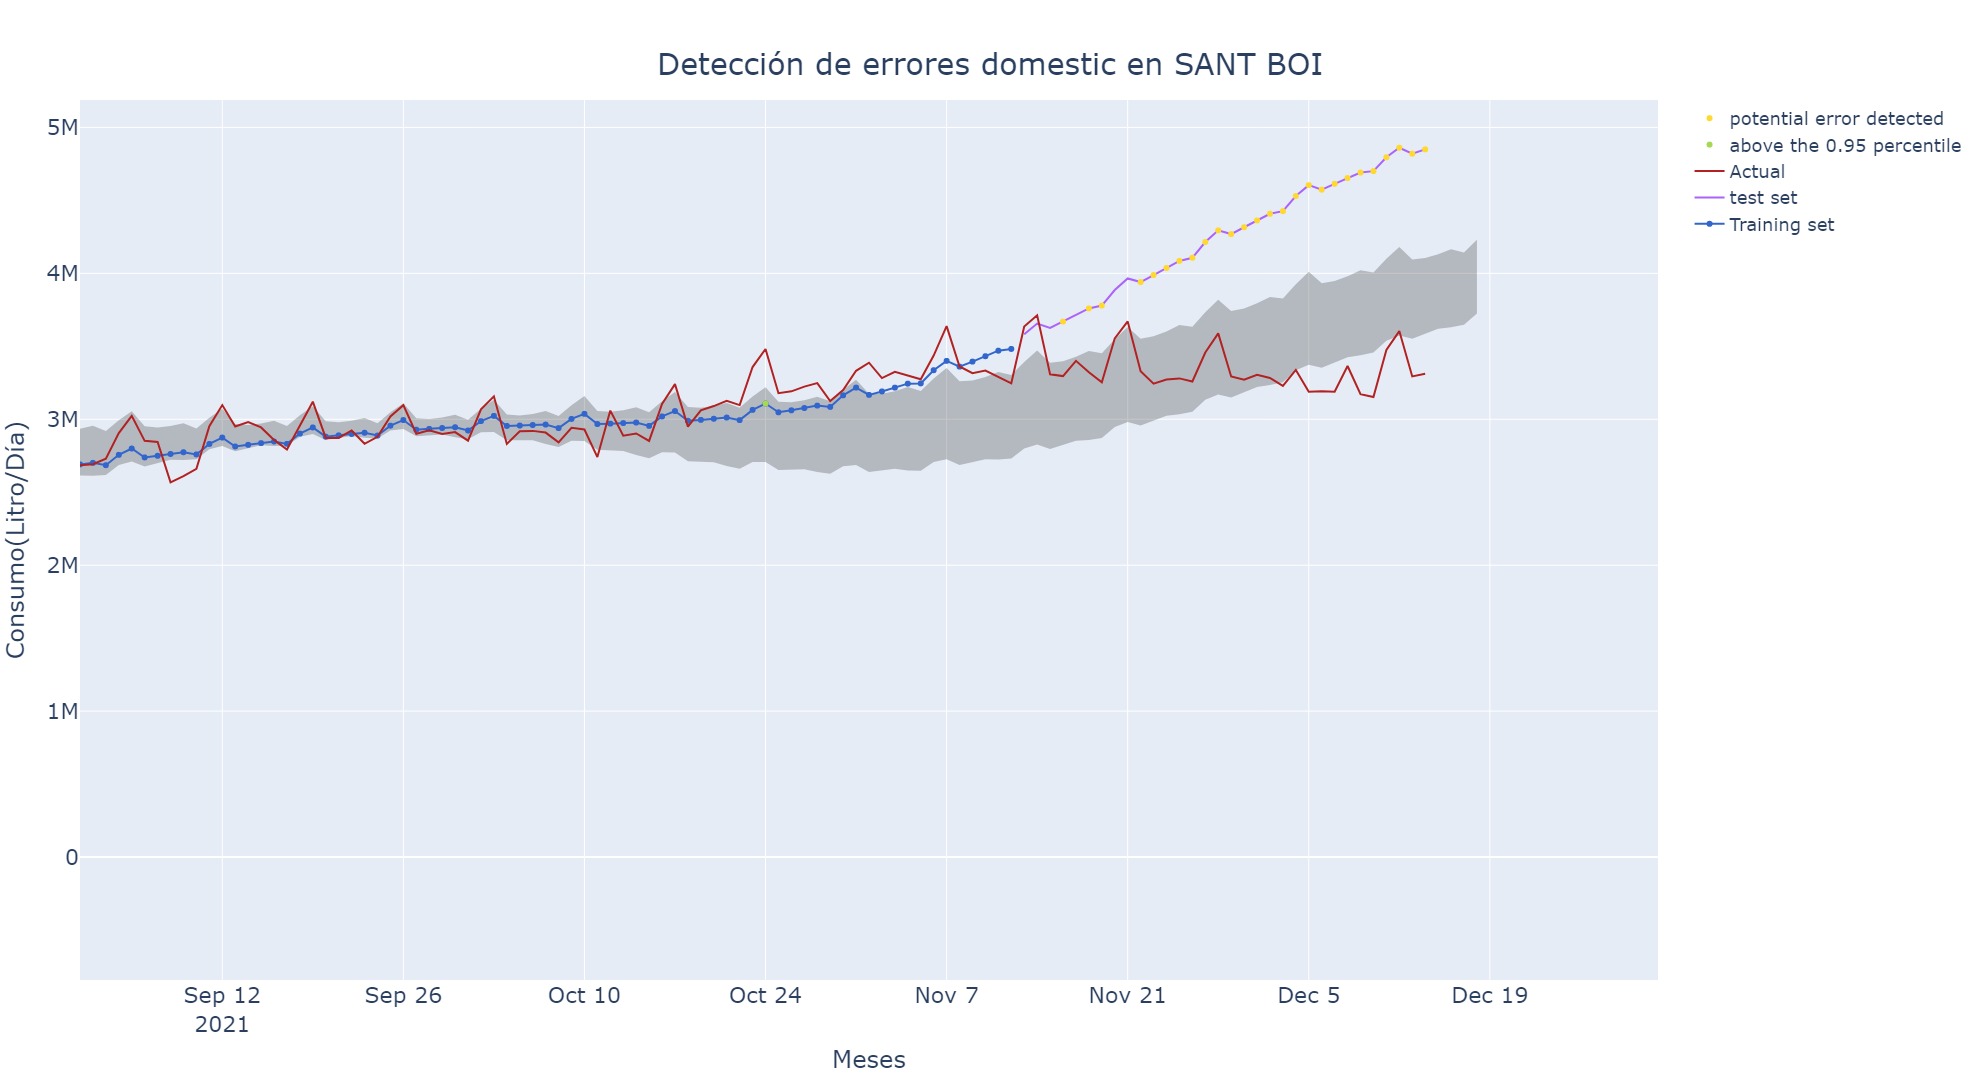 Detección de errores domestic en SANT BOI
potential error detected
above the 0.95 percentile
Actual
test set
Training set
Consumo(Litro/Día)
5M
4M
3M
2M
1M
0
Sep 12
2021
Sep 26
Oct 10
Oct 24
Nov 7
Nov 21
Dec 5
Dec 19
Meses